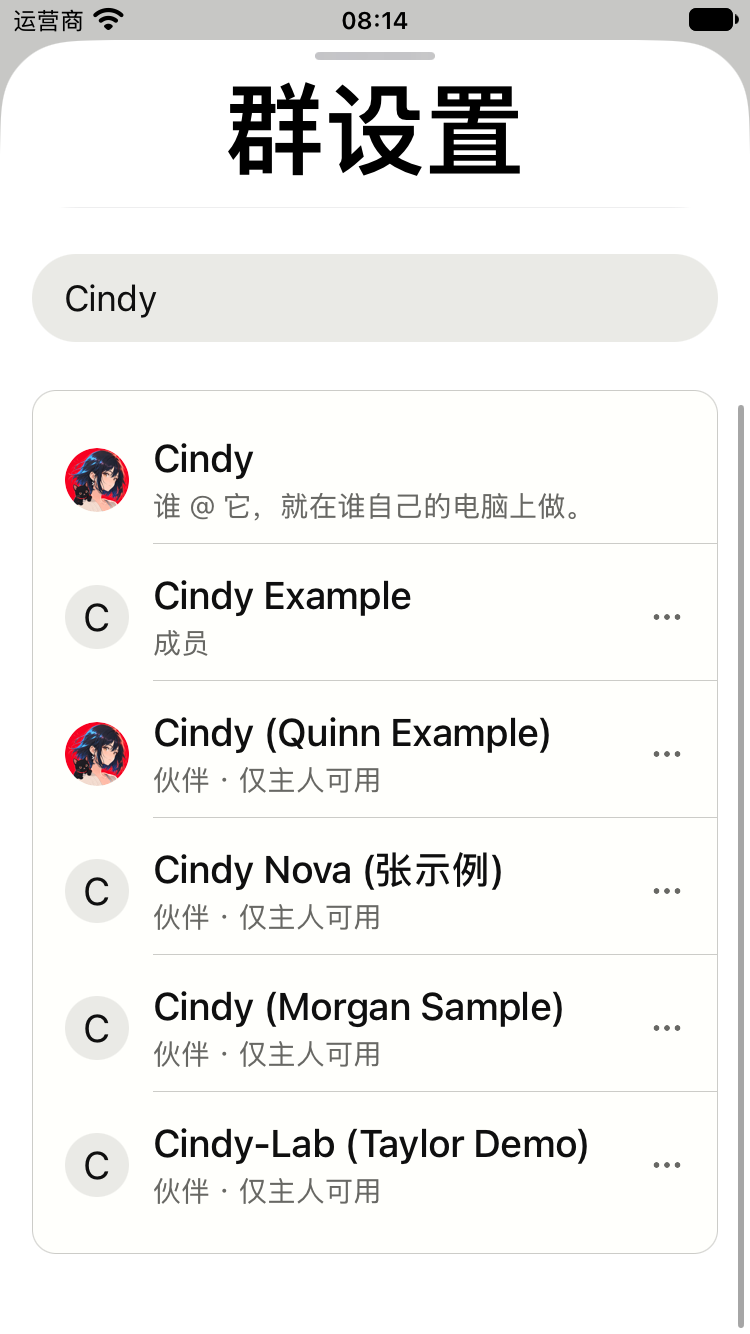 运营商
08:14
群设置
Cindy
Cindy
谁 @ 它，就在谁自己的电脑上做。
C
Cindy Example
成员
Cindy (Quinn Example)
伙伴 · 仅主人可用
C
Cindy Nova (张示例)
伙伴 · 仅主人可用
C
Cindy (Morgan Sample)
伙伴 · 仅主人可用
C
Cindy-Lab (Taylor Demo)
伙伴 · 仅主人可用